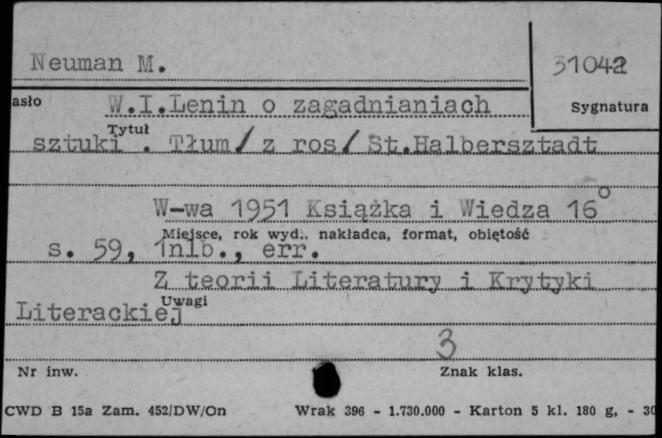 Neuman M.
31042
asło
W.I.Lenin o zagadnianiach
Sygnatura
Tytuł
sztuki . Tłum/ z ros/ St.Halbersztadt
W-wa 1951 Książka i Wiedza 16°
Miejsce, rok wyd., nakładca, format, objętość
s. 59, 1nlb., err.
Z teorii Literatury i Krytyki
Uwagi
Literackiej
3
Nr inw.
Znak klas.
CWD B 15a Zam. 452/DW/On
Wrak 396 - 1.730.000 - Karton 5 kl. 180 g, - 30